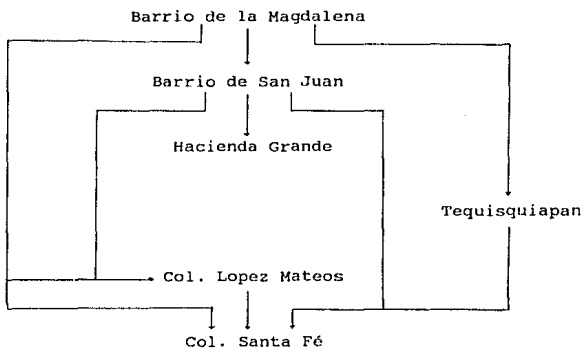 Barrio de la Magdalena
Barrio de San Juan
Hacienda Grande
Tequisquiapan
Col. Lopez Mateos
Col. Santa Fé